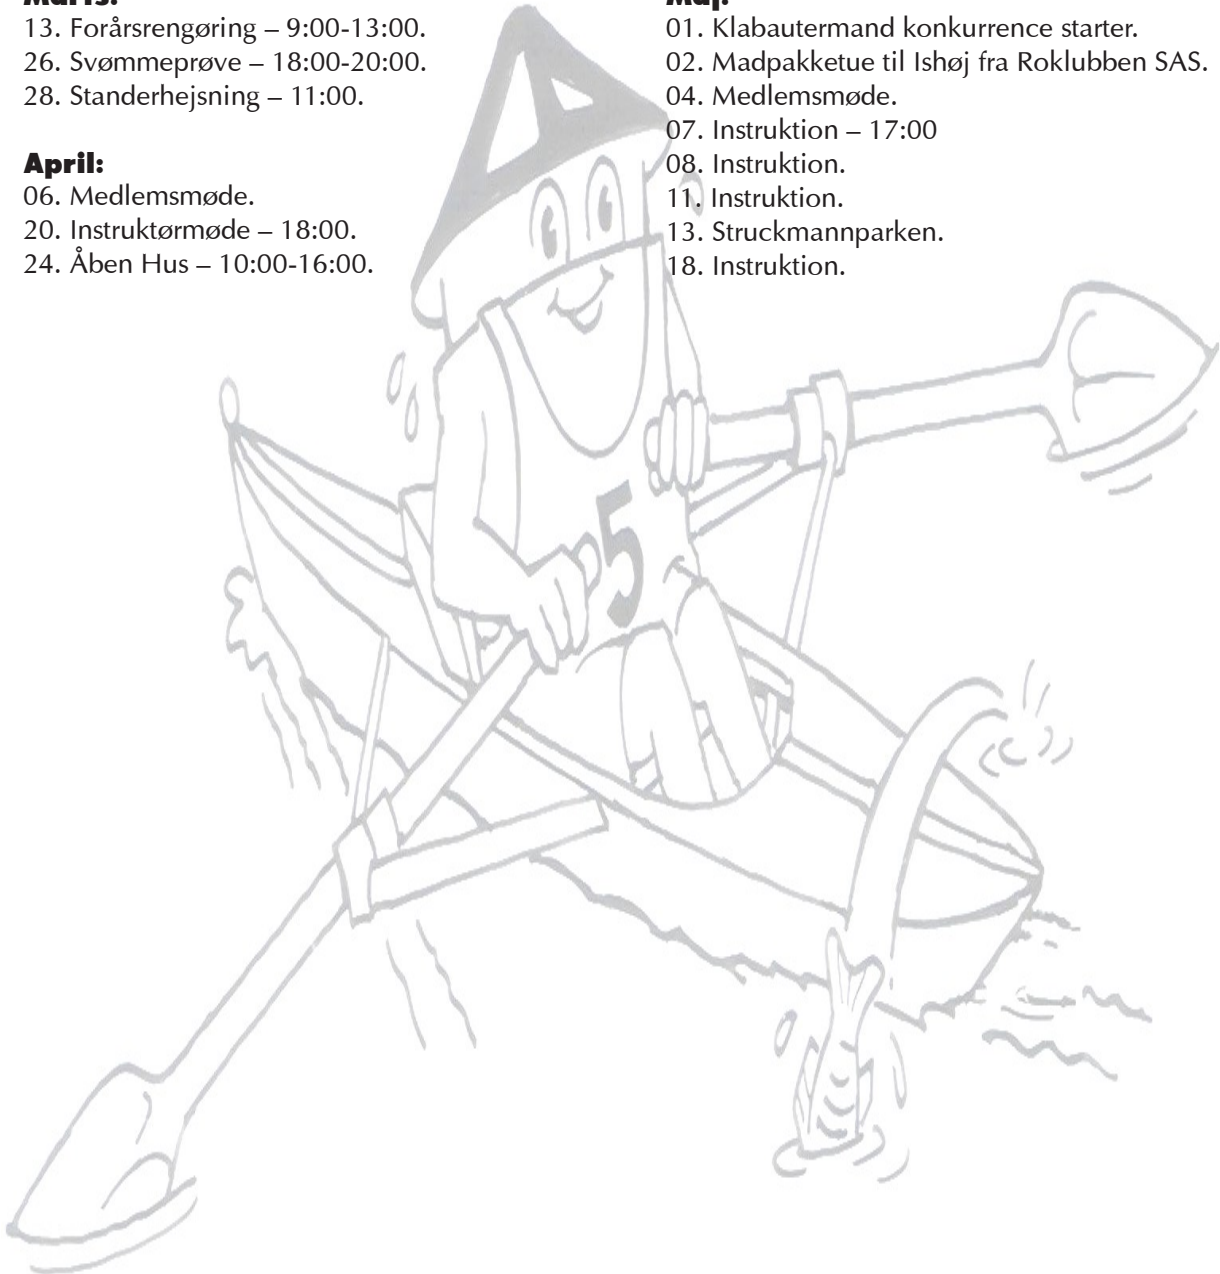 Marts:
13. Forårsrengøring – 9:00-13:00.
26. Svømmeprøve – 18:00-20:00.
28. Standerhejsning – 11:00.
April:
06. Medlemsmøde.
20. Instruktørmøde – 18:00.
24. Åben Hus – 10:00-16:00.
Maj:
01. Klabautermand konkurrence starter.
02. Madpakketue til Ishøj fra Roklubben SAS.
04. Medlemsmøde.
07. Instruktion – 17:00
08. Instruktion.
11. Instruktion.
13. Struckmannparken.
18. Instruktion.
5